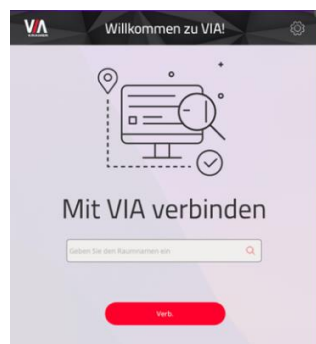 VIA
Willkommen zu VIA!
Mit VIA verbinden
Geben Sie den Raumnamen ein
Verb.